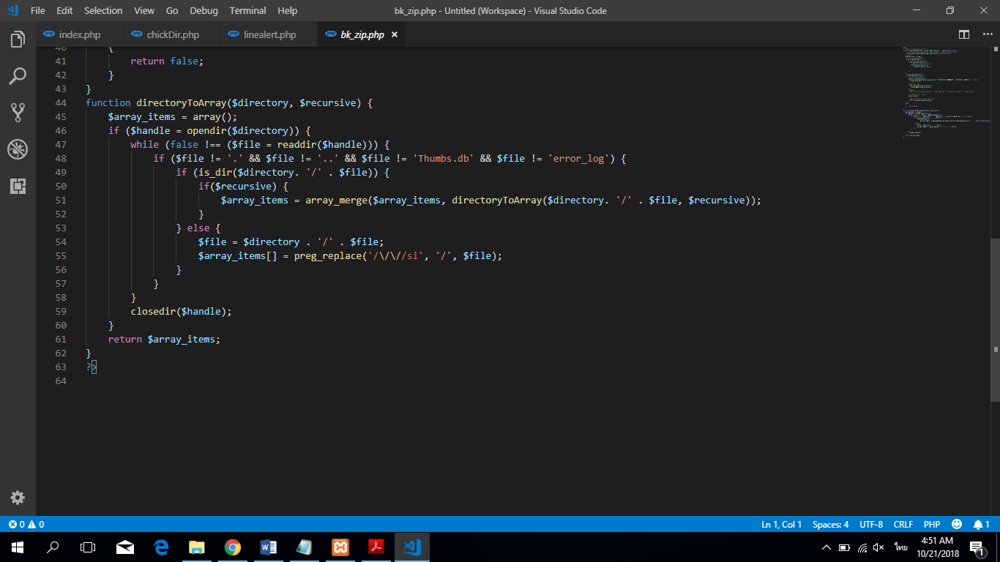 File Edit Selection View Go Debug Terminal Help bk_zip.php - Untitled (Workspace) - Visual Studio Code
index.php chickDir.php linealert.php bk_zip.php
40 {
41 return false;
42 }
43 }
44 function directoryToArray($directory, $recursive) {
45 $array_items = array();
46 if ($handle = opendir($directory)) {
47 while (false !== ($file = readdir($handle))) {
48 if ($file != '.' && $file != '..' && $file != 'Thumbs.db' && $file != 'error_log') {
49 if (is_dir($directory. '/' . $file)) {
50 if($recursive) {
51 $array_items = array_merge($array_items, directoryToArray($directory. '/' . $file, $recursive));
52 }
53 } else {
54 $file = $directory . '/' . $file;
55 $array_items[] = preg_replace('/\/\//si', '/', $file);
56 }
57 }
58 }
59 closedir($handle);
60 }
61 return $array_items;
62 }
63 ?>
64
0 0 Ln 1, Col 1 Spaces: 4 UTF-8 CRLF PHP 1
ไทย 4:51 AM
10/21/2018 1